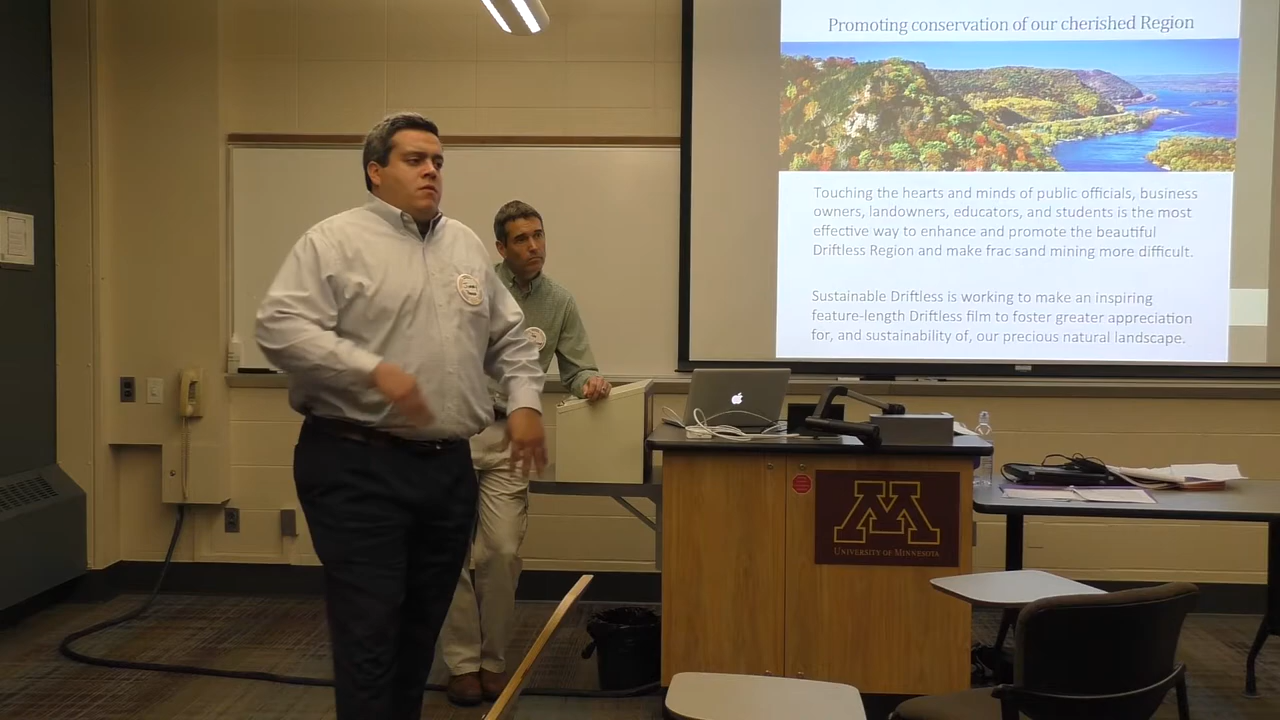 Promoting conservation of our cherished Region
Touching the hearts and minds of public officials, business
owners, landowners, educators, and students is the most
effective way to enhance and promote the beautiful
Driftless Region and make frac sand mining more difficult.
Sustainable Driftless is working to make an inspiring
feature-length Driftless film to foster greater appreciation
for, and sustainability of, our precious natural landscape.
M
UNIVERSITY OF MINNESOTA